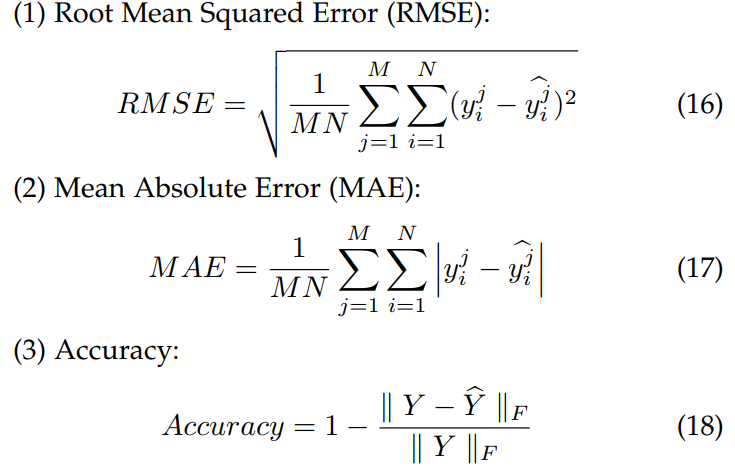 (1) Root Mean Squared Error (RMSE):
$RMSE = \sqrt{\frac{1}{MN} \sum_{j=1}^{M} \sum_{i=1}^{N} (y_i^j - \widehat{y_i^j})^2}$ (16)
(2) Mean Absolute Error (MAE):
$MAE = \frac{1}{MN} \sum_{j=1}^{M} \sum_{i=1}^{N} \left| y_i^j - \widehat{y_i^j} \right|$ (17)
(3) Accuracy:
$Accuracy = 1 - \frac{\| Y - \widehat{Y} \|_F}{\| Y \|_F}$ (18)